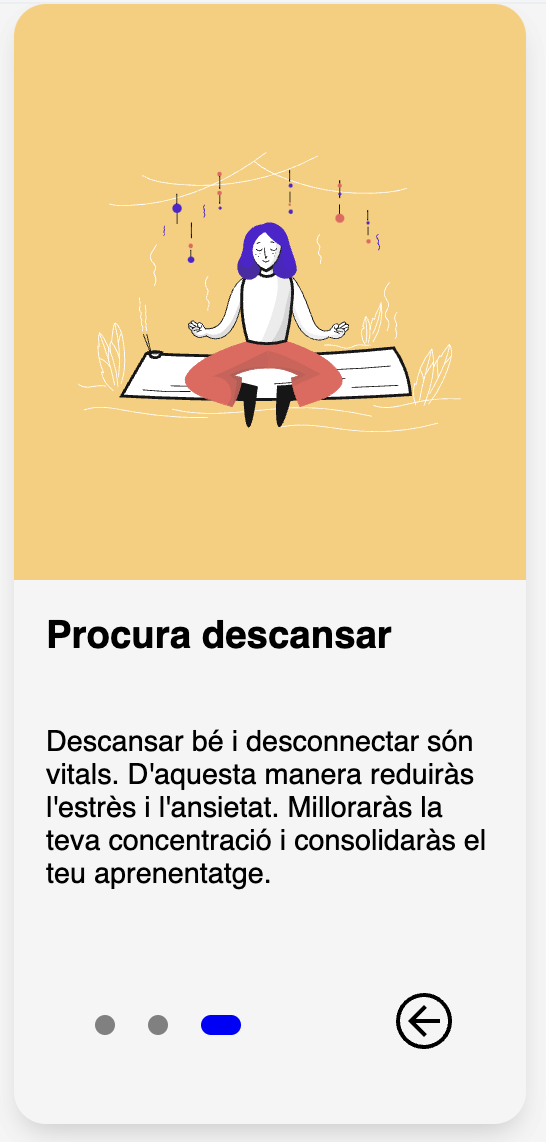 Procura descansar
Descansar bé i desconnectar són
vitals. D'aquesta manera reduiràs
l'estrès i l'ansietat. Milloraràs la
teva concentració i consolidaràs el
teu aprenentatge.